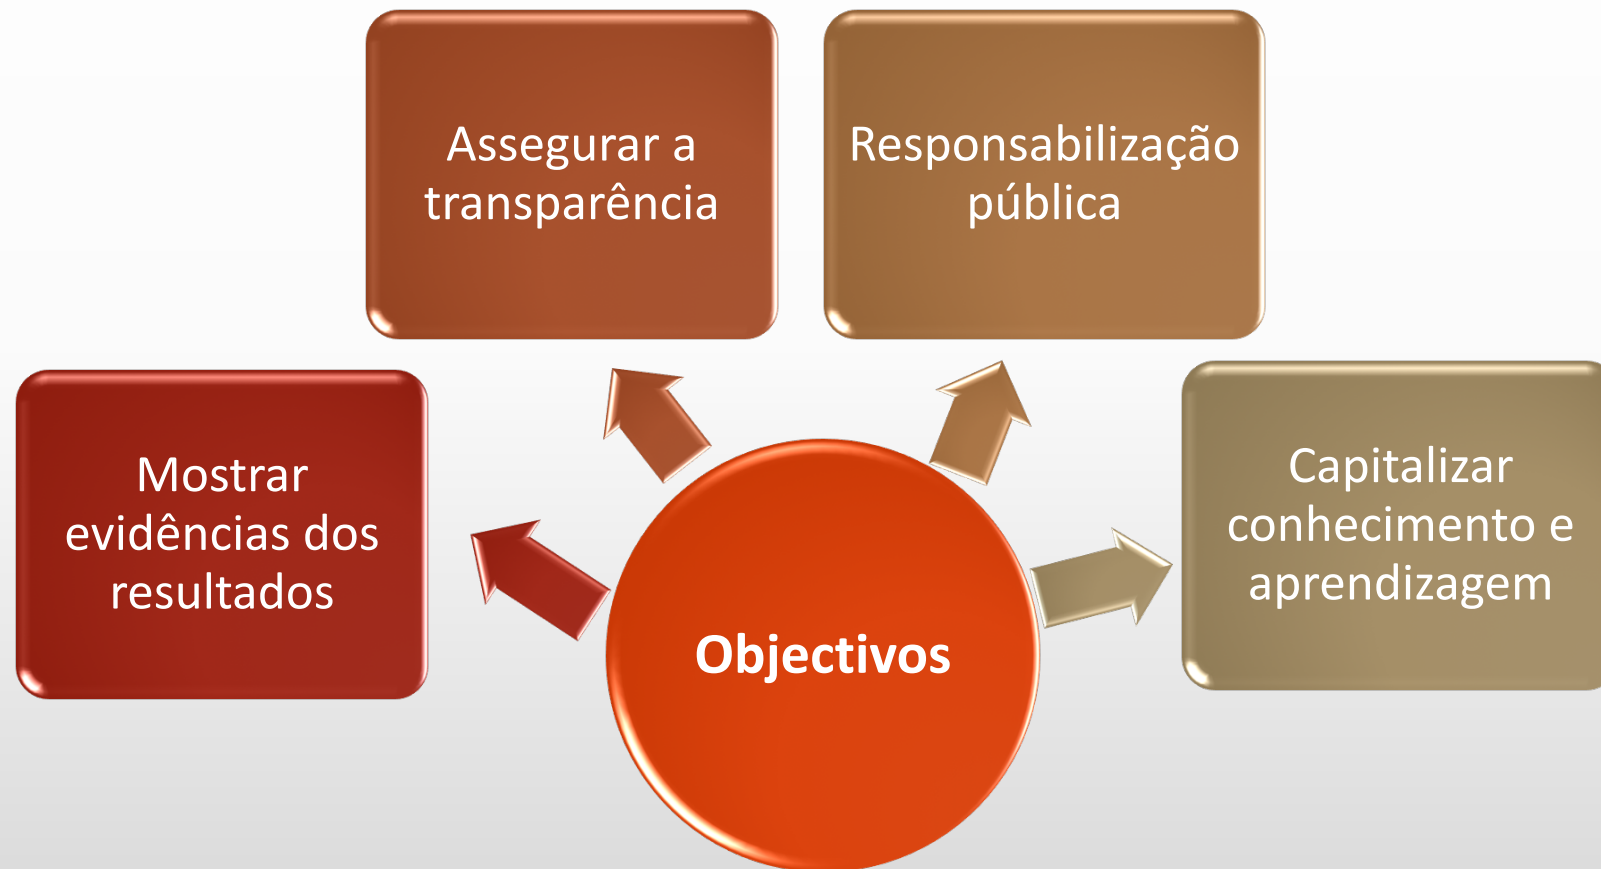 Assegurar a
transparência
Responsabilização
pública
Mostrar
evidências dos
resultados
Capitalizar
conhecimento e
aprendizagem
Objectivos